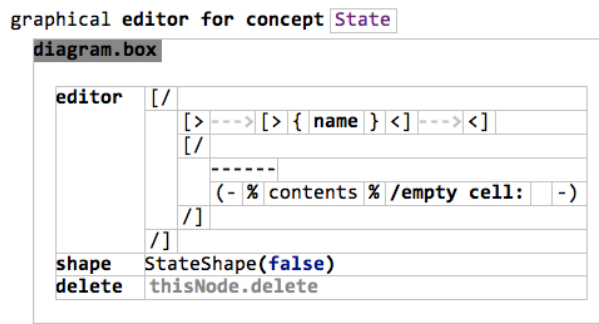 graphical editor for concept State
diagram.box
editor [/
[> ---> [> { name } <] ---> <]
[/
------
(- % contents % /empty cell: -)
/]
/]
shape StateShape(false)
delete thisNode.delete